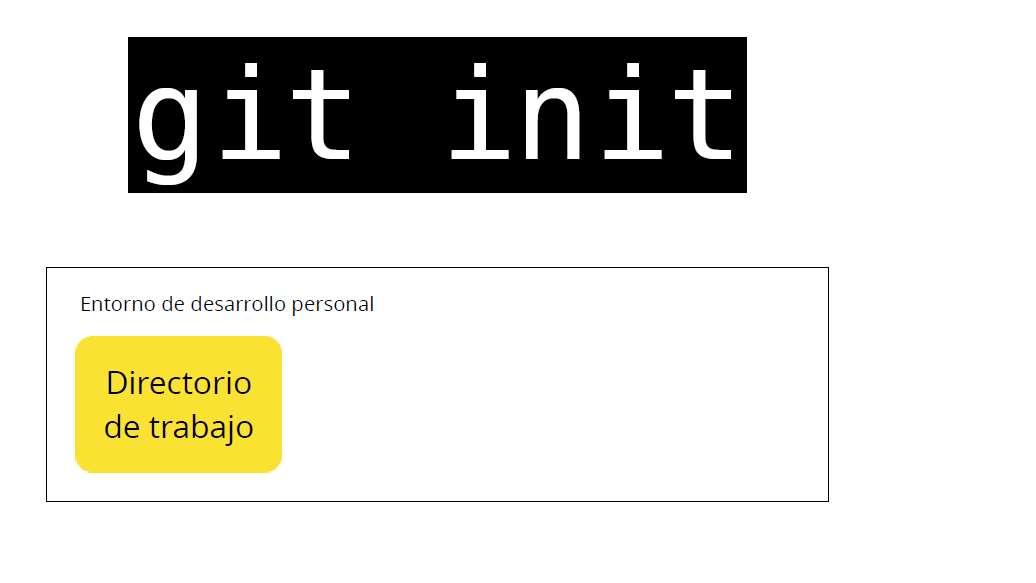 git init
Entorno de desarrollo personal
Directorio
de trabajo